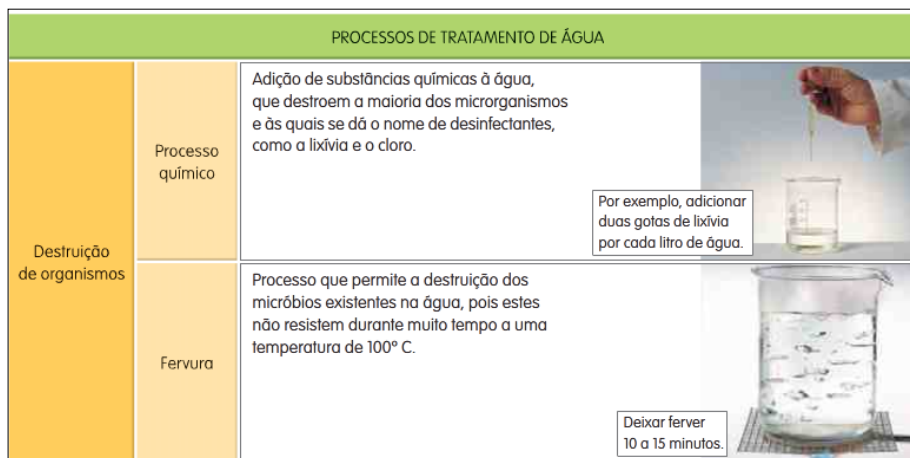 PROCESSOS DE TRATAMENTO DE ÁGUA
Destruição
de organismos
Processo
químico
Adição de substâncias químicas à água,
que destroem a maioria dos microrganismos
e às quais se dá o nome de desinfectantes,
como a lixívia e o cloro.
Por exemplo, adicionar
duas gotas de lixívia
por cada litro de água.
Fervura
Processo que permite a destruição dos
micróbios existentes na água, pois estes
não resistem durante muito tempo a uma
temperatura de 100º C.
Deixar ferver
10 a 15 minutos.